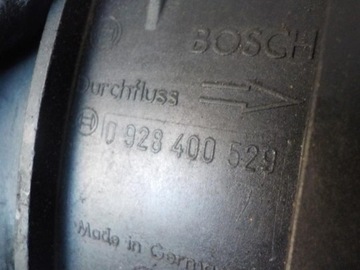 BOSCH
Durchfluss
0 928 400 529
Made in Germany